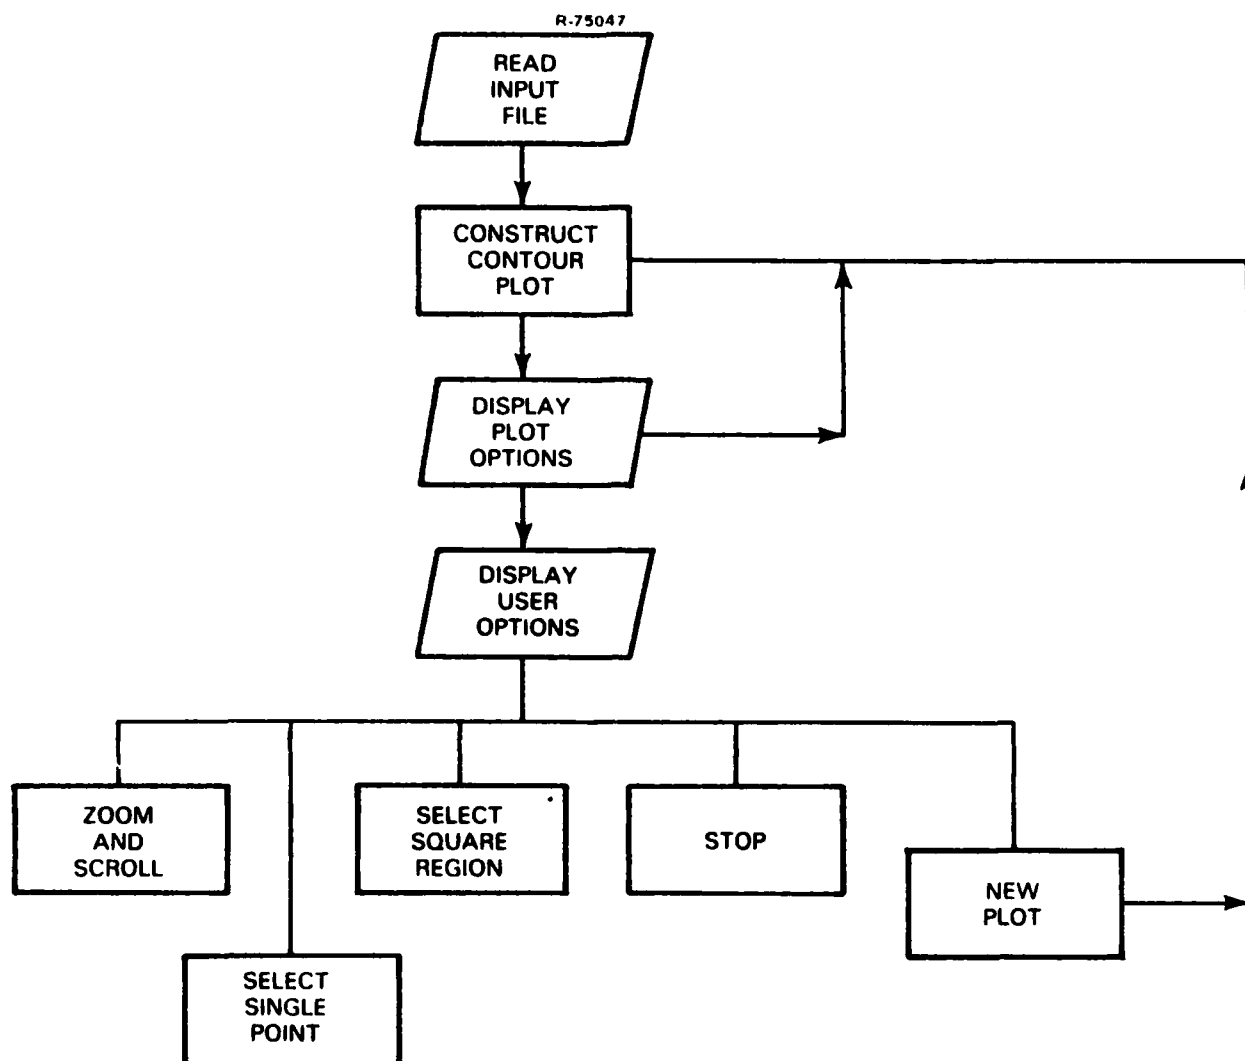 R-75047
READ
INPUT
FILE
CONSTRUCT
CONTOUR
PLOT
DISPLAY
PLOT
OPTIONS
DISPLAY
USER
OPTIONS
ZOOM
AND
SCROLL
SELECT
SINGLE
POINT
SELECT
SQUARE
REGION
STOP
NEW
PLOT